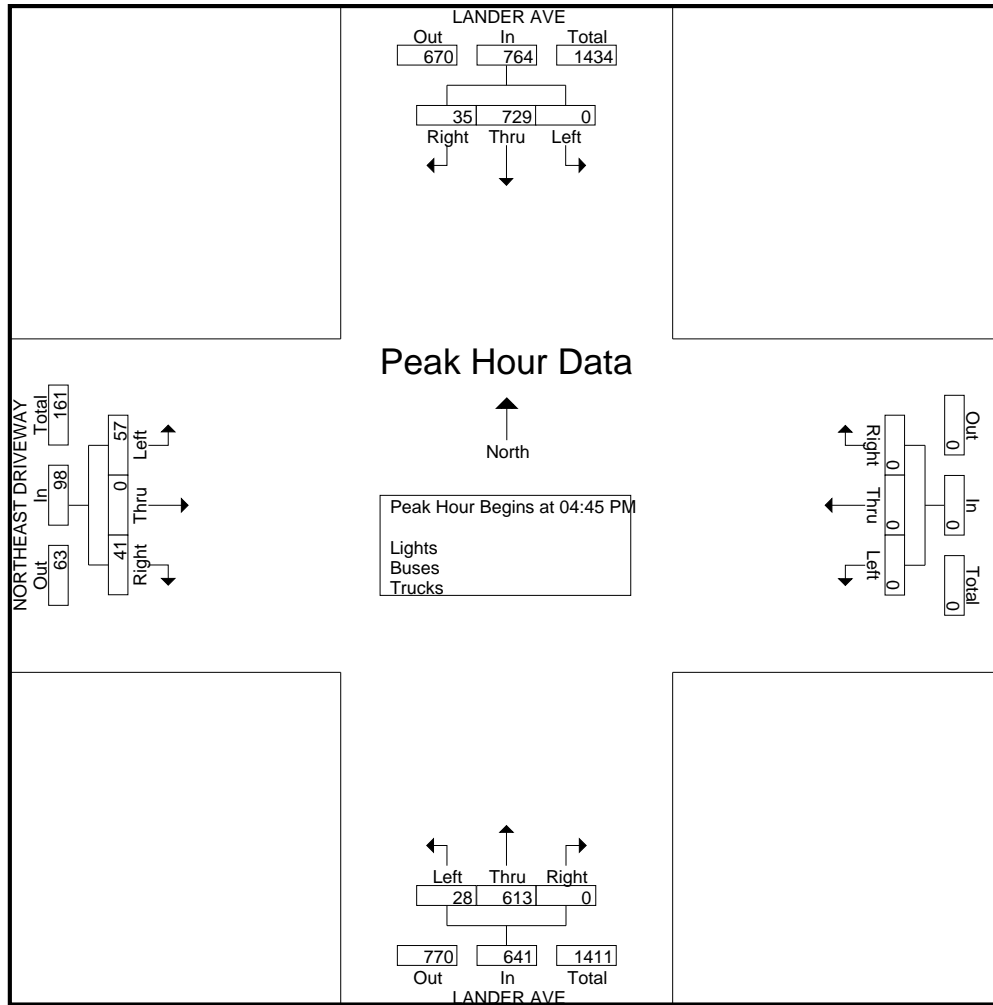 LANDER AVE
Out In Total
670 764 1434
35 729 0
Right Thru Left
Peak Hour Data
North
Peak Hour Begins at 04:45 PM
Lights
Buses
Trucks
NORTHEAST DRIVEWAY
Out In Total
63 98 161
41 0 57
Right Thru Left
Out In Total
0 0 0
0 0 0
Right Thru Left
Left Thru Right
28 613 0
770 641 1411
Out In Total
LANDER AVE